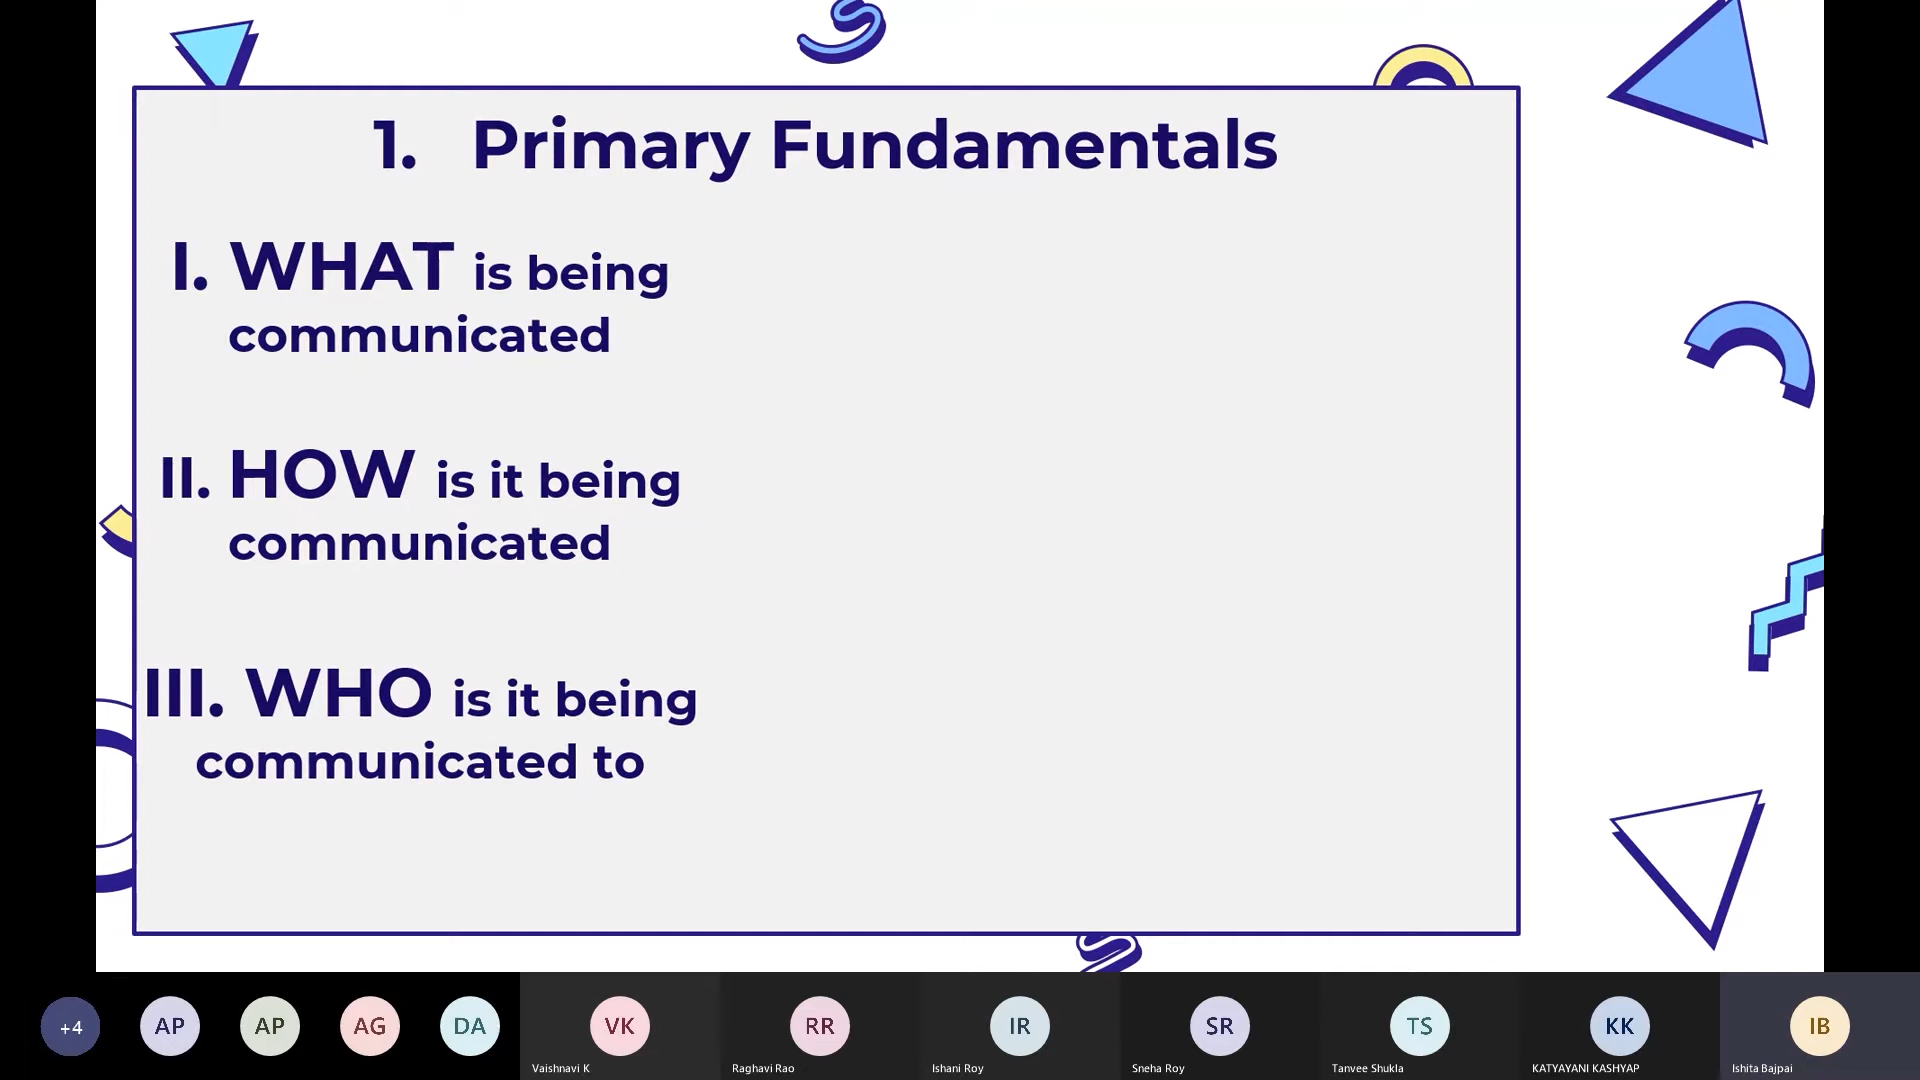 1. Primary Fundamentals
I. WHAT is being
communicated
II. HOW is it being
communicated
III. WHO is it being
communicated to
+4
AP
AP
AG
DA
VK
RR
IR
SR
TS
KK
IB
Vaishnavi K
Raghavi Rao
Ishani Roy
Sneha Roy
Tanvee Shukla
KATYAYANI KASHYAP
Ishita Bajpai